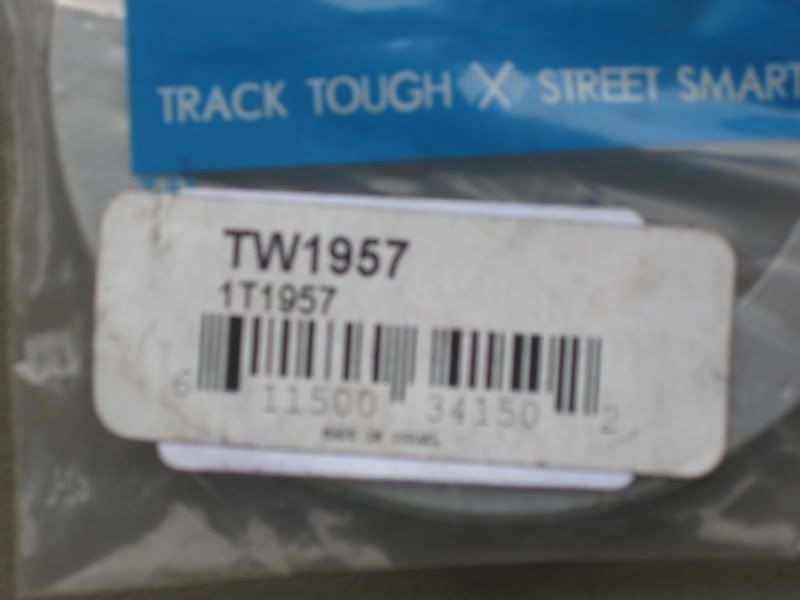 TRACK TOUGH X STREET SMART
TW1957
1T1957
6 11500 34150 2
MADE IN ISRAEL